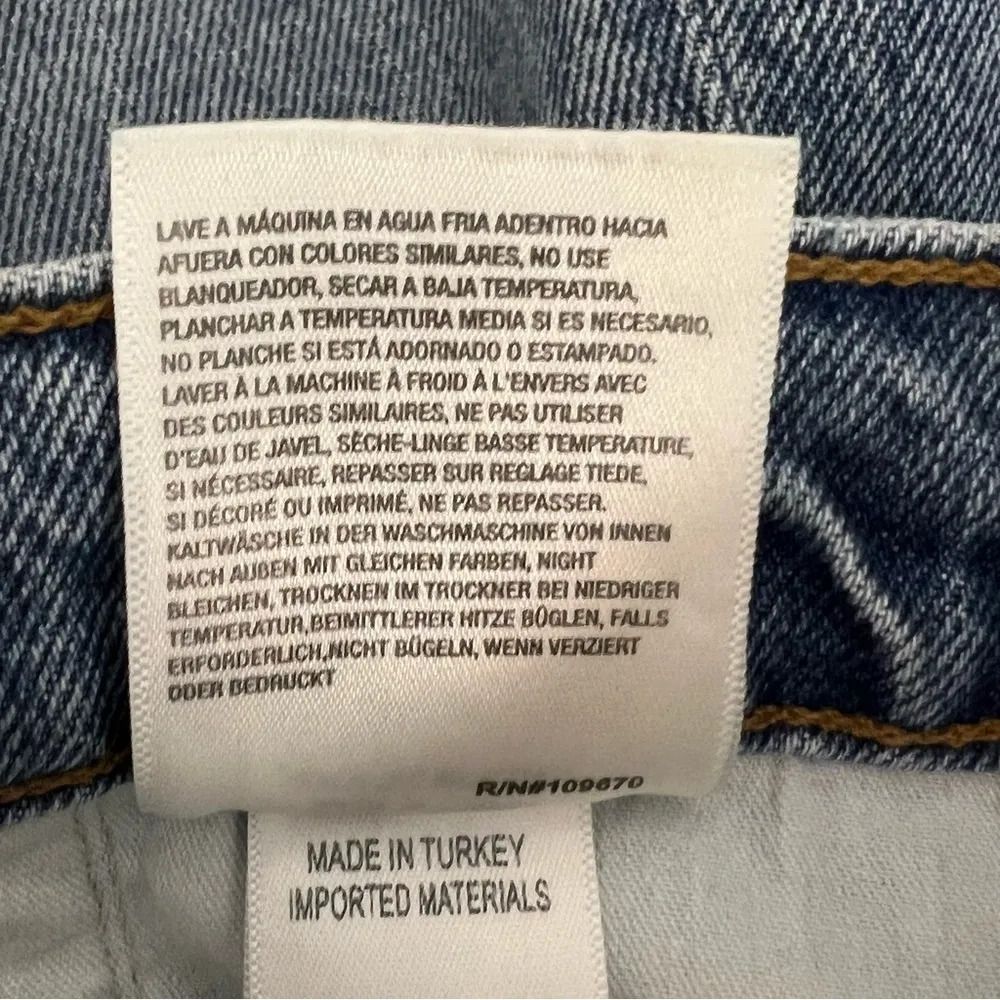 LAVE A MÁQUINA EN AGUA FRIA ADENTRO HACIA
AFUERA CON COLORES SIMILARES, NO USE
BLANQUEADOR, SECAR A BAJA TEMPERATURA,
PLANCHAR A TEMPERATURA MEDIA SI ES NECESARIO,
NO PLANCHE SI ESTÁ ADORNADO O ESTAMPADO.
LAVER À LA MACHINE À FROID À L'ENVERS AVEC
DES COULEURS SIMILAIRES, NE PAS UTILISER
D'EAU DE JAVEL, SÈCHE-LINGE BASSE TEMPERATURE,
SI NÉCESSAIRE, REPASSER SUR REGLAGE TIEDE,
SI DÉCORÉ OU IMPRIMÉ, NE PAS REPASSER.
KALTWÄSCHE IN DER WASCHMASCHINE VON INNEN
NACH AUßEN MIT GLEICHEN FARBEN, NIGHT
BLEICHEN, TROCKNEN IM TROCKNER BEI NIEDRIGER
TEMPERATUR,BEIMITTLERER HITZE BÖGLEN, FALLS
ERFORDERLICH,NICHT BÜGELN, WENN VERZIERT
ODER BEDRUCKT
R/N#109670
MADE IN TURKEY
IMPORTED MATERIALS